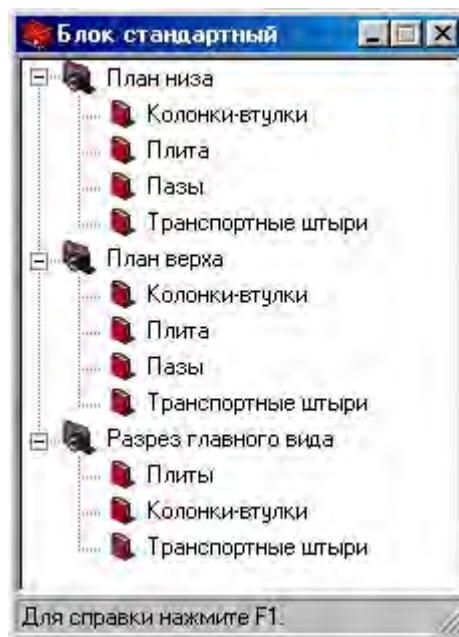 Блок стандартный
План низа
Колонки-втулки
Плита
Пазы
Транспортные штыри
План верха
Колонки-втулки
Плита
Пазы
Транспортные штыри
Разрез главного вида
Плиты
Колонки-втулки
Транспортные штыри
Для справки нажмите F1.